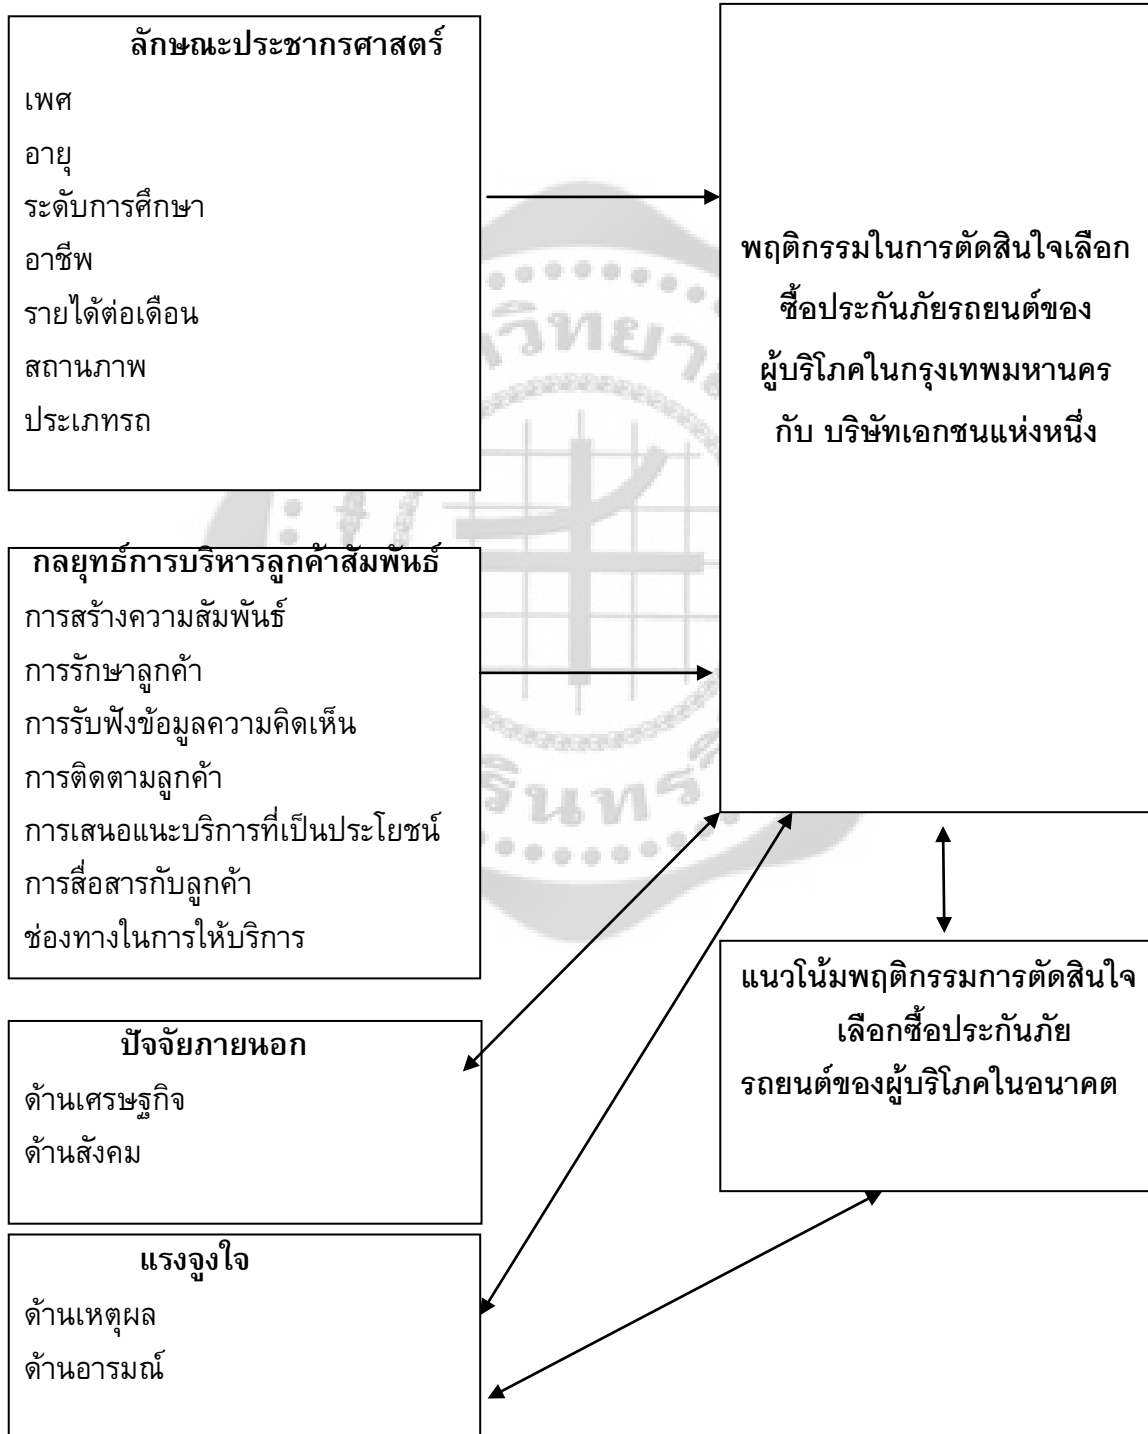 ลักษณะประชากรศาสตร์
เพศ
อายุ
ระดับการศึกษา
อาชีพ
รายได้ต่อเดือน
สถานภาพ
ประเภทรถ
พฤติกรรมในการตัดสินใจเลือก
ซื้อประกันภัยรถยนต์ของ
ผู้บริโภคในกรุงเทพมหานคร
กับ บริษัทเอกชนแห่งหนึ่ง
กลยุทธ์การบริหารลูกค้าสัมพันธ์
การสร้างความสัมพันธ์
การรักษาลูกค้า
การรับฟังข้อมูลความคิดเห็น
การติดตามลูกค้า
การเสนอแนะบริการที่เป็นประโยชน์
การสื่อสารกับลูกค้า
ช่องทางในการให้บริการ
แนวโน้มพฤติกรรมการตัดสินใจ
เลือกซื้อประกันภัย
รถยนต์ของผู้บริโภคในอนาคต
ปัจจัยภายนอก
ด้านเศรษฐกิจ
ด้านสังคม
แรงจูงใจ
ด้านเหตุผล
ด้านอารมณ์